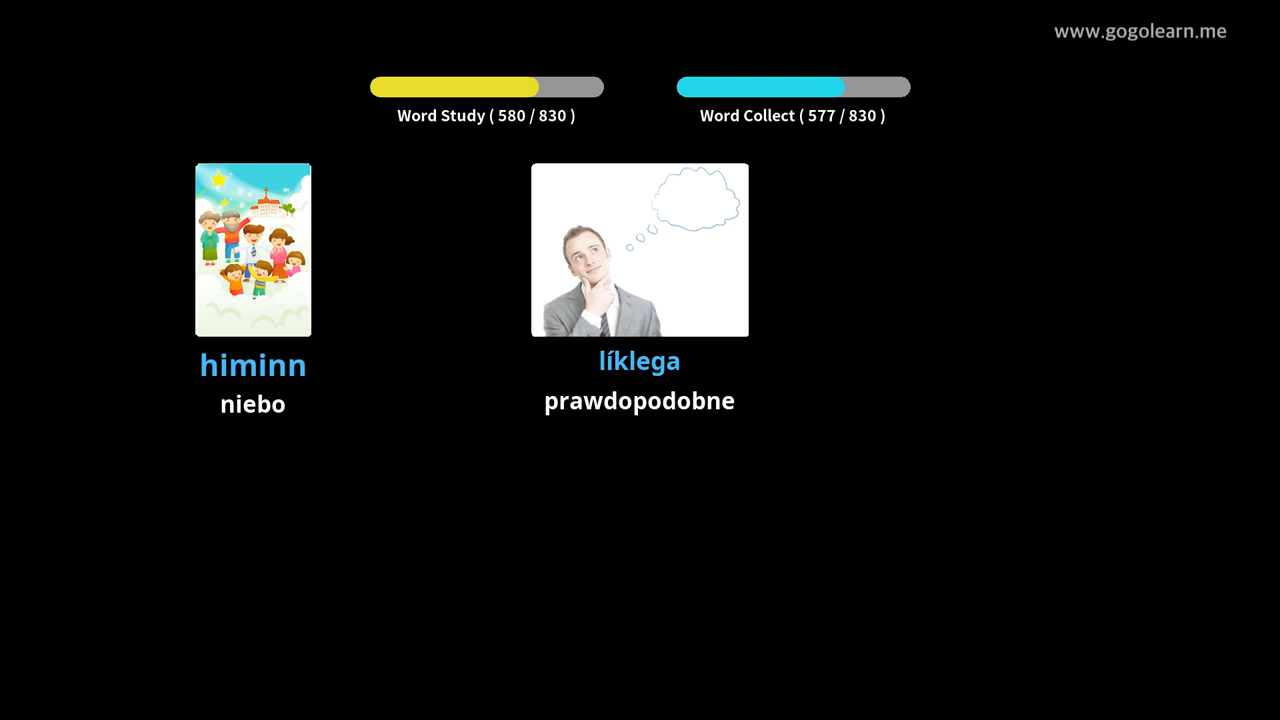 www.gogolearn.me
Word Study ( 580 / 830 )
Word Collect ( 577 / 830 )
himinn
niebo
líklega
prawdopodobne